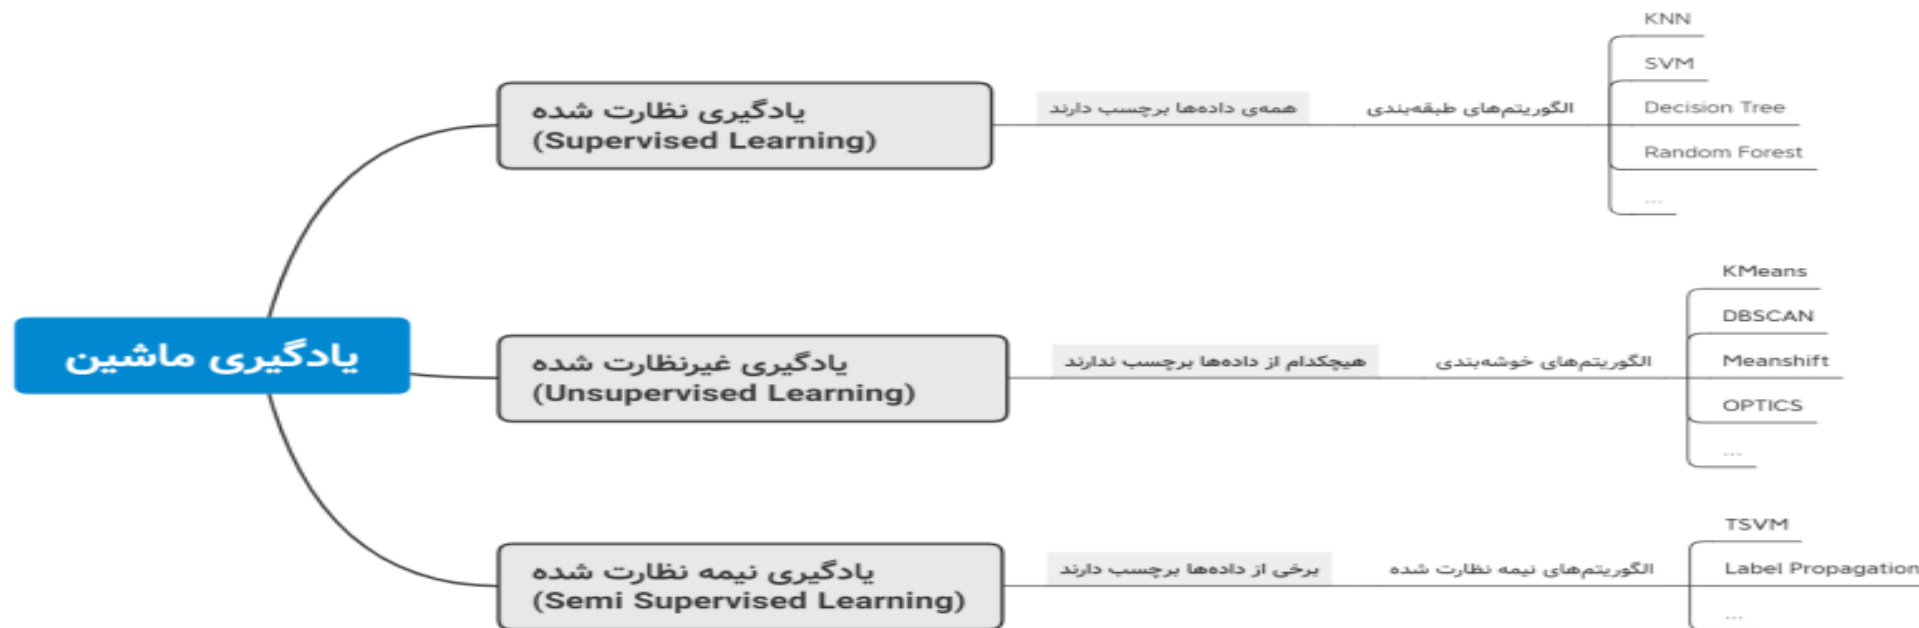 یادگیری ماشین
یادگیری نظارت شده
(Supervised Learning)
همه‌ی داده‌ها برچسب دارند
الگوریتم‌های طبقه‌بندی
KNN
SVM
Decision Tree
Random Forest
...
یادگیری غیرنظارت شده
(Unsupervised Learning)
هیچکدام از داده‌ها برچسب ندارند
الگوریتم‌های خوشه‌بندی
KMeans
DBSCAN
Meanshift
OPTICS
...
یادگیری نیمه نظارت شده
(Semi Supervised Learning)
برخی از داده‌ها برچسب دارند
الگوریتم‌های نیمه نظارت شده
TSVM
Label Propagation
...